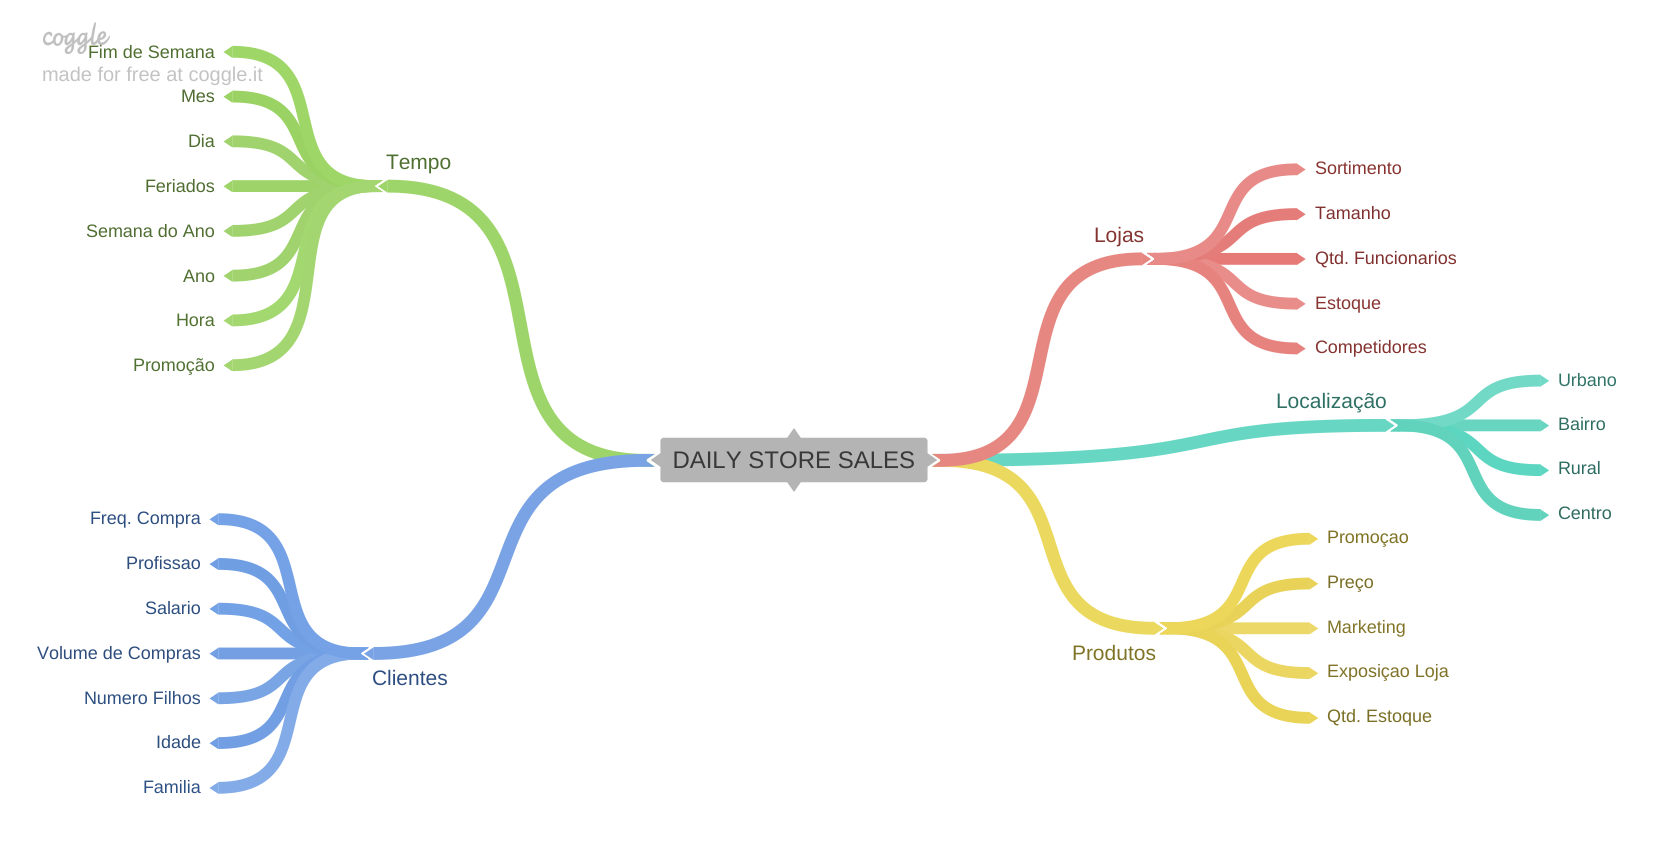 coggle
made for free at coggle.it
Fim de Semana
Mes
Dia
Feriados
Semana do Ano
Ano
Hora
Promoção
Tempo
Lojas
Sortimento
Tamanho
Qtd. Funcionarios
Estoque
Competidores
Localização
Urbano
Bairro
Rural
Centro
DAILY STORE SALES
Freq. Compra
Profissao
Salario
Volume de Compras
Numero Filhos
Idade
Familia
Clientes
Produtos
Promoçao
Preço
Marketing
Exposiçao Loja
Qtd. Estoque